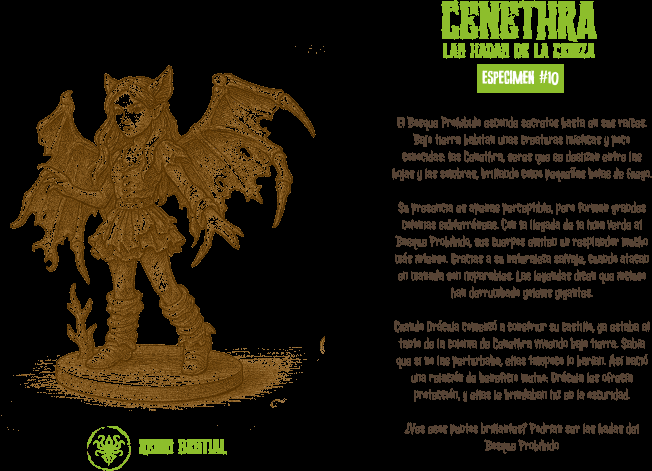 CENETHRA
LAS HADAS DE LA CENIZA
ESPECIMEN #10
El Bosque Prohibido esconde secretos hasta en sus raíces.
Bajo tierra habitan unas criaturas místicas y poco
conocidas: las Cenethra, seres que se deslizan entre las
hojas y las sombras, brillando como pequeñas bolas de fuego.
Su presencia es apenas perceptible, pero forman grandes
colonias subterráneas. Con la llegada de la luna verde al
Bosque Prohibido, sus cuerpos emiten un resplandor mucho
más intenso. Gracias a su naturaleza salvaje, cuando atacan
en manada son imparables. Las leyendas dicen que incluso
han derrumbado golems gigantes.
Cuando Drácula comenzó a construir su castillo, ya estaba al
tanto de la colonia de Cenethra viviendo bajo tierra. Sabía
que si no las perturbaba, ellas tampoco lo harían. Así nació
una relación de beneficio mutuo: Drácula les ofrecía
protección, y ellas le brindaban luz en la oscuridad.
¿Ves esos puntos brillantes? Podrían ser las hadas del
Bosque Prohibido
REINO BESTIAL